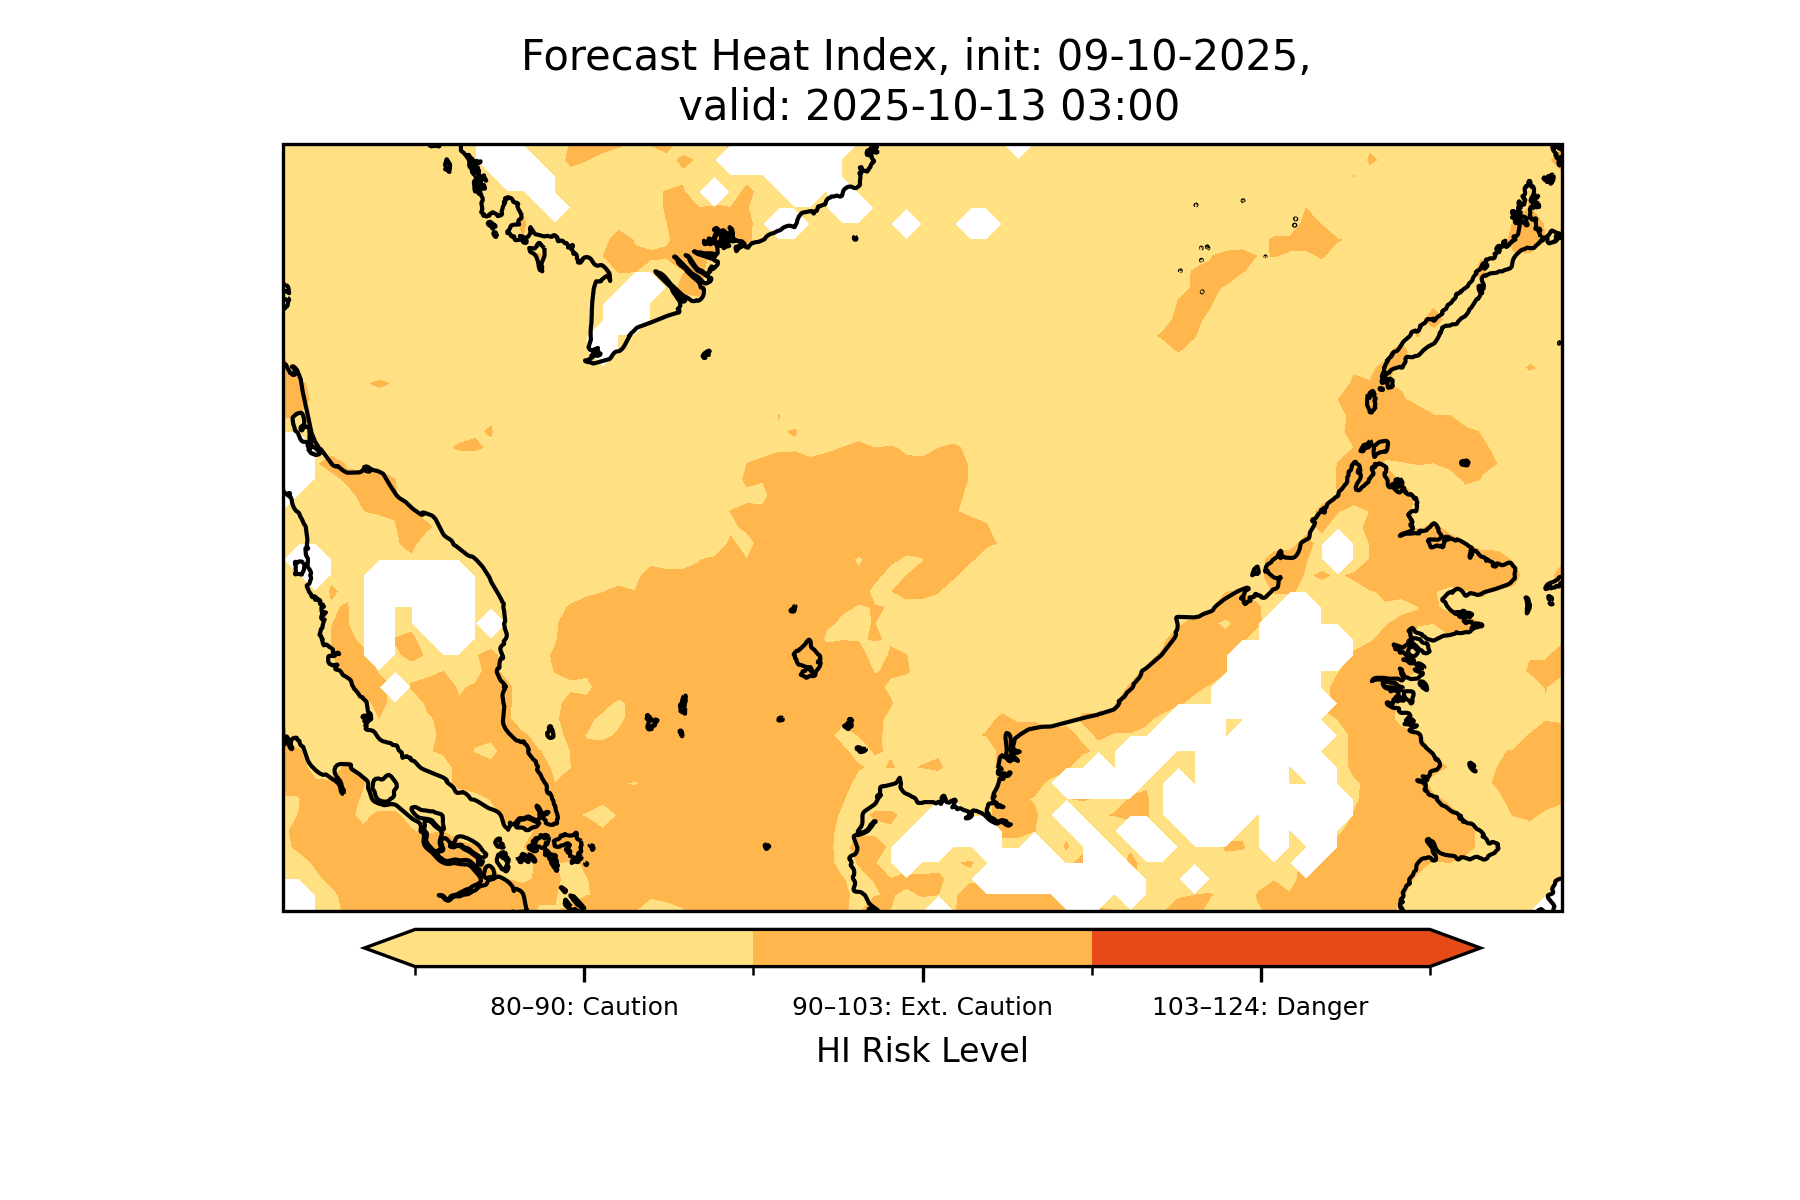 Forecast Heat Index, init: 09-10-2025,
valid: 2025-10-13 03:00
80–90: Caution
90–103: Ext. Caution
103–124: Danger
HI Risk Level